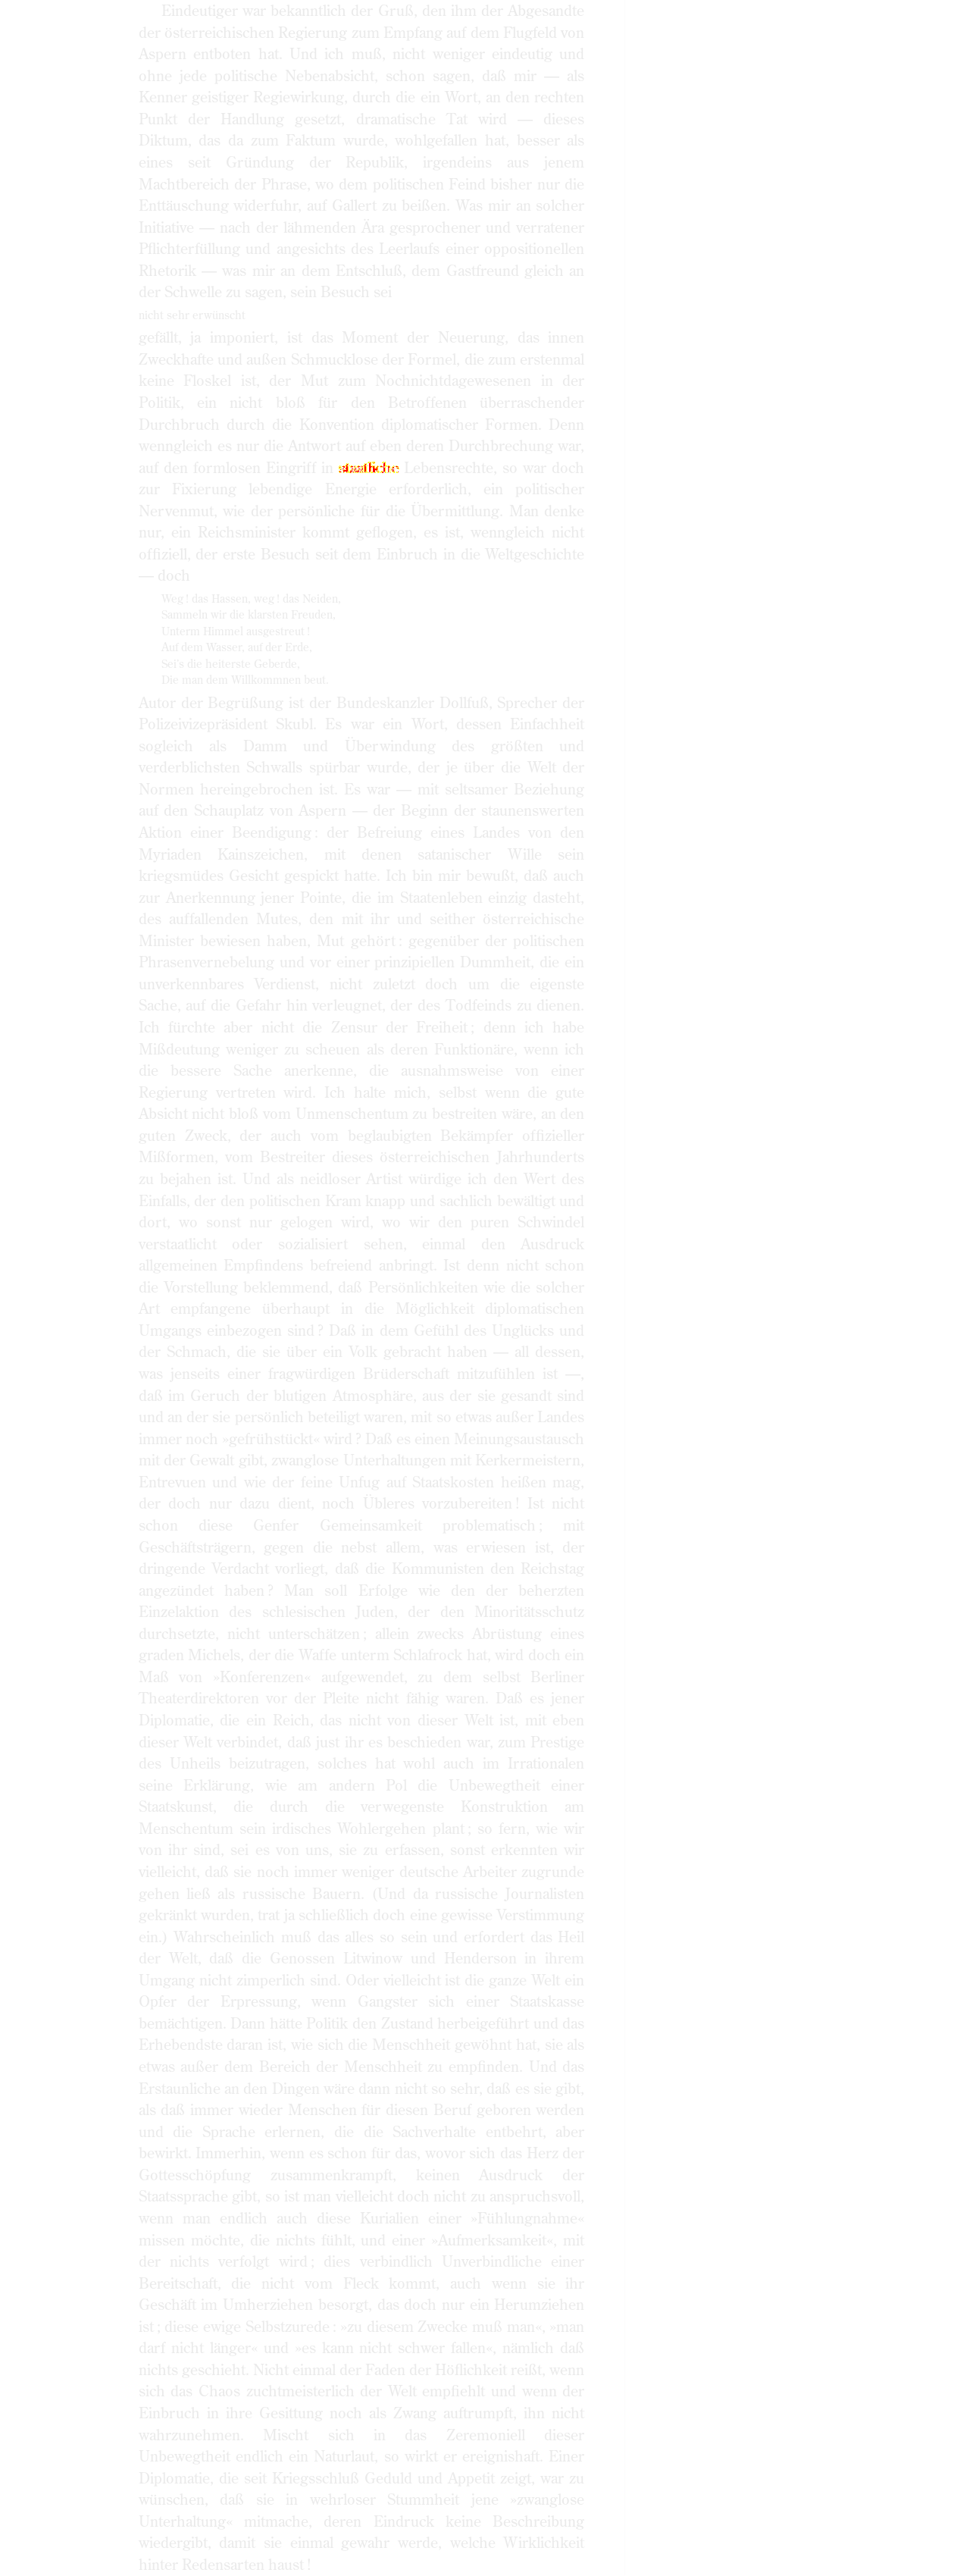 Eindeutiger war bekanntlich der Gruß, den ihm der Abgesandte
der österreichischen Regierung zum Empfang auf dem Flugfeld von
Aspern entboten hat. Und ich muß, nicht weniger eindeutig und
ohne jede politische Nebenabsicht, schon sagen, daß mir — als
Kenner geistiger Regiewirkung, durch die ein Wort, an den rechten
Punkt der Handlung gesetzt, dramatische Tat wird — dieses
Diktum, das da zum Faktum wurde, wohlgefallen hat, besser als
eines seit Gründung der Republik, irgendeins aus jenem
Machtbereich der Phrase, wo dem politischen Feind bisher nur die
Enttäuschung widerfuhr, auf Gallert zu beißen. Was mir an solcher
Initiative — nach der lähmenden Ära gesprochener und verratener
Pflichterfüllung und angesichts des Leerlaufs einer oppositionellen
Rhetorik — was mir an dem Entschluß, dem Gastfreund gleich an
der Schwelle zu sagen, sein Besuch sei
nicht sehr erwünscht
gefällt, ja imponiert, ist das Moment der Neuerung, das innen
Zweckhafte und außen Schmucklose der Formel, die zum erstenmal
keine Floskel ist, der Mut zum Nochnichtdagewesenen in der
Politik, ein nicht bloß für den Betroffenen überraschender
Durchbruch durch die Konvention diplomatischer Formen. Denn
wenngleich es nur die Antwort auf eben deren Durchbrechung war,
auf den formlosen Eingriff in staatliche Lebensrechte, so war doch
zur Fixierung lebendige Energie erforderlich, ein politischer
Nervenmut, wie der persönliche für die Übermittlung. Man denke
nur, ein Reichsminister kommt geflogen, es ist, wenngleich nicht
offiziell, der erste Besuch seit dem Einbruch in die Weltgeschichte
— doch
Weg! das Hassen, weg! das Neiden,
Sammeln wir die klarsten Freuden,
Unterm Himmel ausgestreut!
Auf dem Wasser, auf der Erde,
Sei's die heiterste Geberde,
Die man dem Willkommnen beut.
Autor der Begrüßung ist der Bundeskanzler Dollfuß, Sprecher der
Polizeivizepräsident Skubl. Es war ein Wort, dessen Einfachheit
sogleich als Damm und Überwindung des größten und
verderblichsten Schwalls spürbar wurde, der je über die Welt der
Normen hereingebrochen ist. Es war — mit seltsamer Beziehung
auf den Schauplatz von Aspern — der Beginn der staunenswerten
Aktion einer Beendigung: der Befreiung eines Landes von den
Myriaden Kainszeichen, mit denen satanischer Wille sein
kriegsmüdes Gesicht gespickt hatte. Ich bin mir bewußt, daß auch
zur Anerkennung jener Pointe, die im Staatenleben einzig dasteht,
des auffallenden Mutes, den mit ihr und seither österreichische
Minister bewiesen haben, Mut gehört: gegenüber der politischen
Phrasenvernebelung und vor einer prinzipiellen Dummheit, die ein
unverkennbares Verdienst, nicht zuletzt doch um die eigenste
Sache, auf die Gefahr hin verleugnet, der des Todfeinds zu dienen.
Ich fürchte aber nicht die Zensur der Freiheit; denn ich habe
Mißdeutung weniger zu scheuen als deren Funktionäre, wenn ich
die bessere Sache anerkenne, die ausnahmsweise von einer
Regierung vertreten wird. Ich halte mich, selbst wenn die gute
Absicht nicht bloß vom Unmenschentum zu bestreiten wäre, an den
guten Zweck, der auch vom beglaubigten Bekämpfer offizieller
Mißformen, vom Bestreiter dieses österreichischen Jahrhunderts
zu bejahen ist. Und als neidloser Artist würdige ich den Wert des
Einfalls, der den politischen Kram knapp und sachlich bewältigt und
dort, wo sonst nur gelogen wird, wo wir den puren Schwindel
verstaatlicht oder sozialisiert sehen, einmal den Ausdruck
allgemeinen Empfindens befreiend anbringt. Ist denn nicht schon
die Vorstellung beklemmend, daß Persönlichkeiten wie die solcher
Art empfangene überhaupt in die Möglichkeit diplomatischen
Umgangs einbezogen sind? Daß in dem Gefühl des Unglücks und
der Schmach, die sie über ein Volk gebracht haben — all dessen,
was jenseits einer fragwürdigen Brüderschaft mitzufühlen ist —,
daß im Geruch der blutigen Atmosphäre, aus der sie gesandt sind
und an der sie persönlich beteiligt waren, mit so etwas außer Landes
immer noch »gefrühstückt« wird? Daß es einen Meinungsaustausch
mit der Gewalt gibt, zwanglose Unterhaltungen mit Kerkermeistern,
Entrevuen und wie der feine Unfug auf Staatskosten heißen mag,
der doch nur dazu dient, noch Übleres vorzubereiten! Ist nicht
schon diese Genfer Gemeinsamkeit problematisch; mit
Geschäftsträgern, gegen die nebst allem, was erwiesen ist, der
dringende Verdacht vorliegt, daß die Kommunisten den Reichstag
angezündet haben? Man soll Erfolge wie den der beherzten
Einzelaktion des schlesischen Juden, der den Minoritätsschutz
durchsetzte, nicht unterschätzen; allein zwecks Abrüstung eines
graden Michels, der die Waffe unterm Schlafrock hat, wird doch ein
Maß von »Konferenzen« aufgewendet, zu dem selbst Berliner
Theaterdirektoren vor der Pleite nicht fähig waren. Daß es jener
Diplomatie, die ein Reich, das nicht von dieser Welt ist, mit eben
dieser Welt verbindet, daß just ihr es beschieden war, zum Prestige
des Unheils beizutragen, solches hat wohl auch im Irrationalen
seine Erklärung, wie am andern Pol die Unbewegtheit einer
Staatskunst, die durch die verwegenste Konstruktion am
Menschentum sein irdisches Wohlergehen plant; so fern, wie wir
von ihr sind, sei es von uns, sie zu erfassen, sonst erkennten wir
vielleicht, daß sie noch immer weniger deutsche Arbeiter zugrunde
gehen ließ als russische Bauern. (Und da russische Journalisten
gekränkt wurden, trat ja schließlich doch eine gewisse Verstimmung
ein.) Wahrscheinlich muß das alles so sein und erfordert das Heil
der Welt, daß die Genossen Litwinow und Henderson in ihrem
Umgang nicht zimperlich sind. Oder vielleicht ist die ganze Welt ein
Opfer der Erpressung, wenn Gangster sich einer Staatskasse
bemächtigen. Dann hätte Politik den Zustand herbeigeführt und das
Erhebendste daran ist, wie sich die Menschheit gewöhnt hat, sie als
etwas außer dem Bereich der Menschheit zu empfinden. Und das
Erstaunliche an den Dingen wäre dann nicht so sehr, daß es sie gibt,
als daß immer wieder Menschen für diesen Beruf geboren werden
und die Sprache erlernen, die die Sachverhalte entbehrt, aber
bewirkt. Immerhin, wenn es schon für das, wovor sich das Herz der
Gottesschöpfung zusammenkrampft, keinen Ausdruck der
Staatssprache gibt, so ist man vielleicht doch nicht zu anspruchsvoll,
wenn man endlich auch diese Kurialien einer »Fühlungnahme«
missen möchte, die nichts fühlt, und einer »Aufmerksamkeit«, mit
der nichts verfolgt wird; dies verbindlich Unverbindliche einer
Bereitschaft, die nicht vom Fleck kommt, auch wenn sie ihr
Geschäft im Umherziehen besorgt, das doch nur ein Herumziehen
ist; diese ewige Selbstzurede: »zu diesem Zwecke muß man«, »man
darf nicht länger« und »es kann nicht schwer fallen«, nämlich daß
nichts geschieht. Nicht einmal der Faden der Höflichkeit reißt, wenn
sich das Chaos zuchtmeisterlich der Welt empfiehlt und wenn der
Einbruch in ihre Gesittung noch als Zwang auftrumpft, ihn nicht
wahrzunehmen. Mischt sich in das Zeremoniell dieser
Unbewegtheit endlich ein Naturlaut, so wirkt er ereignishaft. Einer
Diplomatie, die seit Kriegsschluß Geduld und Appetit zeigt, war zu
wünschen, daß sie in wehrloser Stummheit jene »zwanglose
Unterhaltung« mitmache, deren Eindruck keine Beschreibung
wiedergibt, damit sie einmal gewahr werde, welche Wirklichkeit
hinter Redensarten haust!